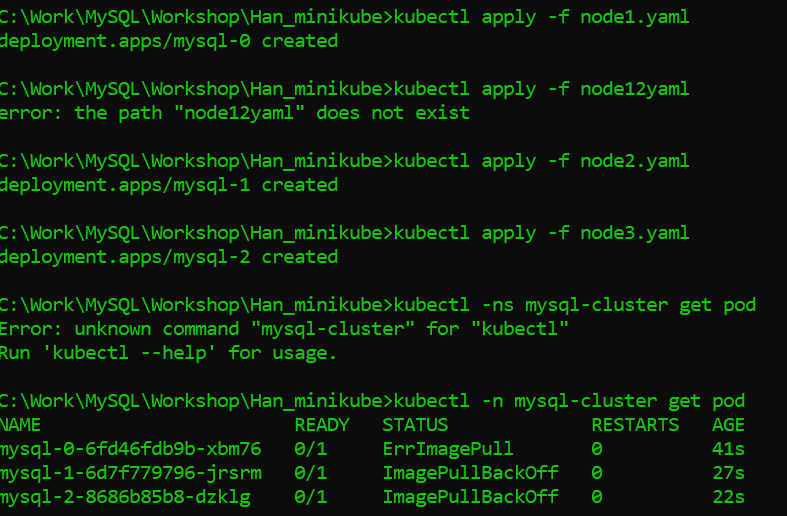 C:\Work\MySQL\Workshop\Han_minikube>kubectl apply -f node1.yaml
deployment.apps/mysql-0 created
C:\Work\MySQL\Workshop\Han_minikube>kubectl apply -f node12yaml
error: the path "node12yaml" does not exist
C:\Work\MySQL\Workshop\Han_minikube>kubectl apply -f node2.yaml
deployment.apps/mysql-1 created
C:\Work\MySQL\Workshop\Han_minikube>kubectl apply -f node3.yaml
deployment.apps/mysql-2 created
C:\Work\MySQL\Workshop\Han_minikube>kubectl -ns mysql-cluster get pod
Error: unknown command "mysql-cluster" for "kubectl"
Run 'kubectl --help' for usage.
C:\Work\MySQL\Workshop\Han_minikube>kubectl -n mysql-cluster get pod
NAME READY STATUS RESTARTS AGE
mysql-0-6fd46fdb9b-xbm76 0/1 ErrImagePull 0 41s
mysql-1-6d7f779796-jrsrm 0/1 ImagePullBackOff 0 27s
mysql-2-8686b85b8-dzklg 0/1 ImagePullBackOff 0 22s